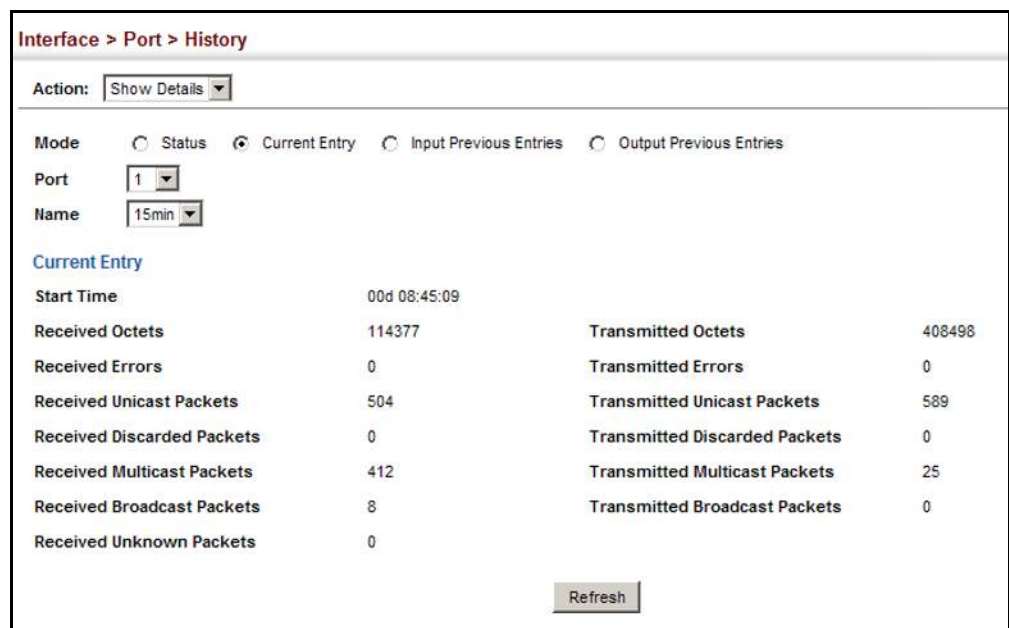 Interface > Port > History
Action: Show Details
Mode Status Current Entry Input Previous Entries Output Previous Entries
Port 1
Name 15min
Current Entry
Start Time 00d 08:45:09
Received Octets 114377 Transmitted Octets 408498
Received Errors 0 Transmitted Errors 0
Received Unicast Packets 504 Transmitted Unicast Packets 589
Received Discarded Packets 0 Transmitted Discarded Packets 0
Received Multicast Packets 412 Transmitted Multicast Packets 25
Received Broadcast Packets 8 Transmitted Broadcast Packets 0
Received Unknown Packets 0
Refresh